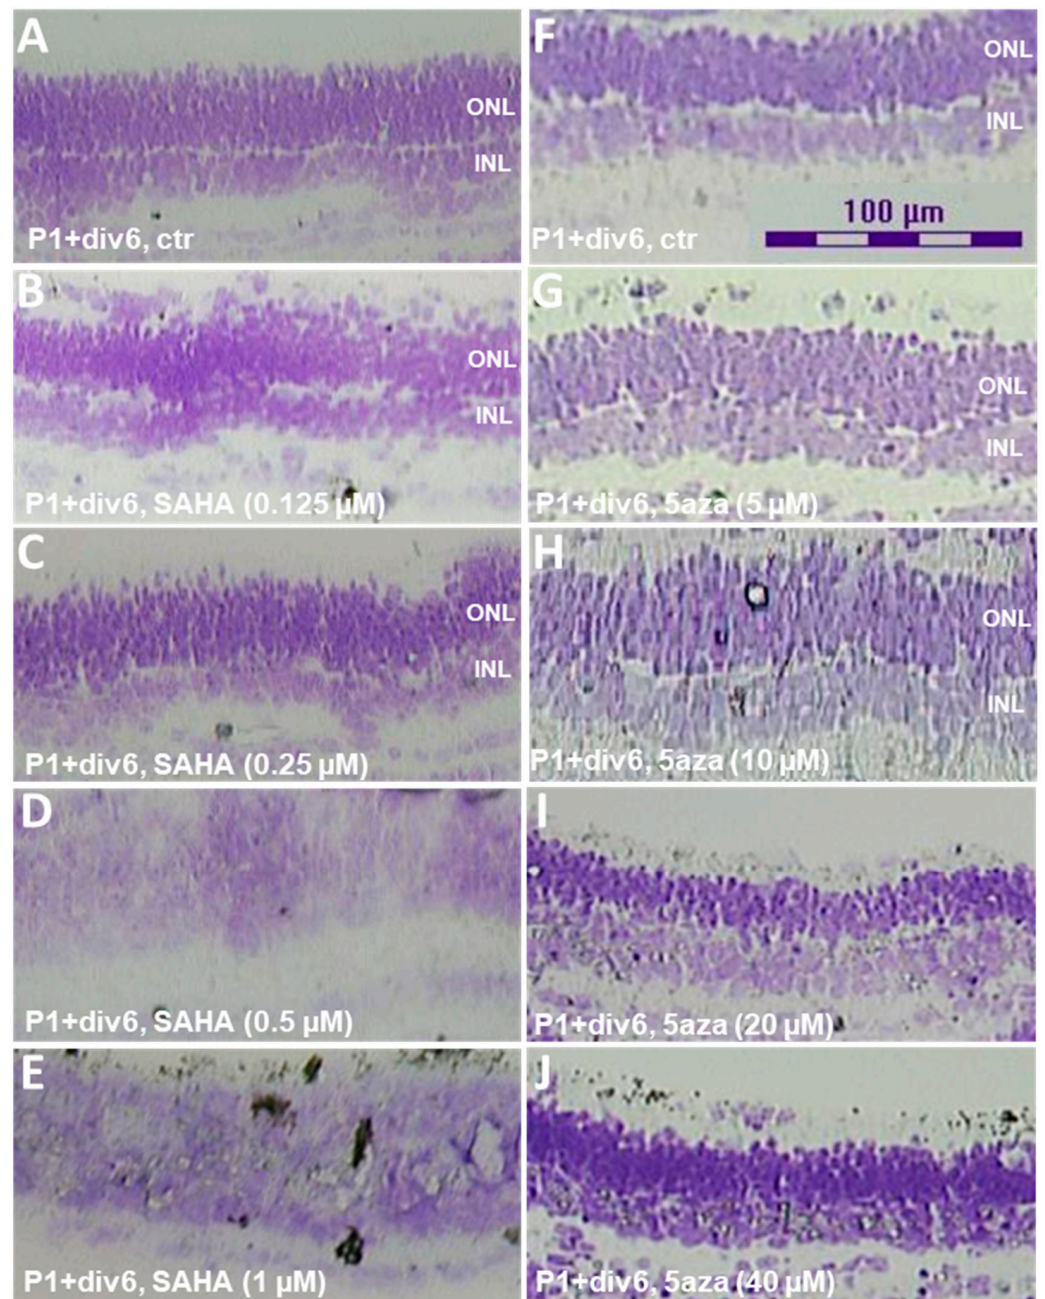 A
ONL
INL
P1+div6, ctr
B
ONL
INL
P1+div6, SAHA (0.125 µM)
C
ONL
INL
P1+div6, SAHA (0.25 µM)
D
P1+div6, SAHA (0.5 µM)
E
P1+div6, SAHA (1 µM)
F
ONL
INL
100 µm
P1+div6, ctr
G
ONL
INL
P1+div6, 5aza (5 µM)
H
ONL
INL
P1+div6, 5aza (10 µM)
I
P1+div6, 5aza (20 µM)
J
P1+div6, 5aza (40 µM)